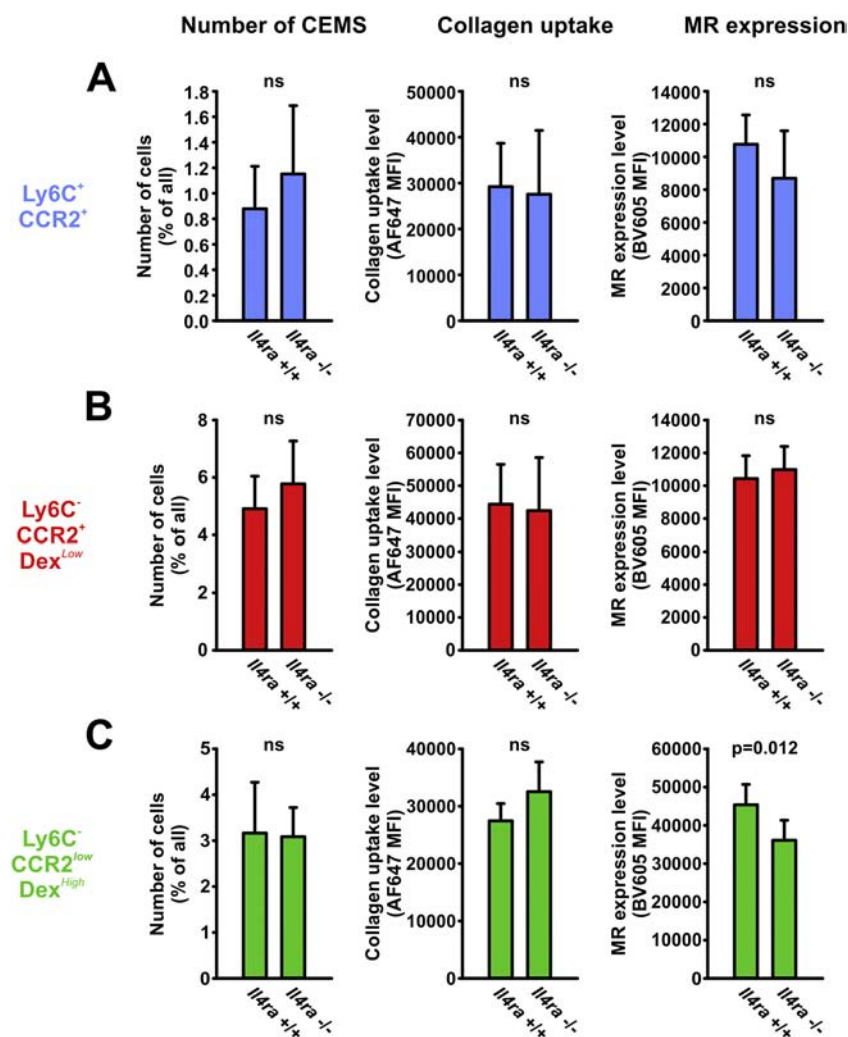 Number of CEMS
Collagen uptake
MR expression
A
Ly6C+
CCR2+
Number of cells
(% of all)
ns
1.8
1.6
1.4
1.2
1.0
0.8
0.6
0.4
0.2
0.0
Il4ra +/+
Il4ra -/-
Collagen uptake level
(AF647 MFI)
ns
50000
40000
30000
20000
10000
0
Il4ra +/+
Il4ra -/-
MR expression level
(BV605 MFI)
ns
14000
12000
10000
8000
6000
4000
2000
0
Il4ra +/+
Il4ra -/-
B
Ly6C-
CCR2+
DexLow
Number of cells
(% of all)
ns
8
6
4
2
0
Il4ra +/+
Il4ra -/-
Collagen uptake level
(AF647 MFI)
ns
70000
60000
50000
40000
30000
20000
10000
0
Il4ra +/+
Il4ra -/-
MR expression level
(BV605 MFI)
ns
14000
12000
10000
8000
6000
4000
2000
0
Il4ra +/+
Il4ra -/-
C
Ly6C-
CCR2low
DexHigh
Number of cells
(% of all)
ns
5
4
3
2
1
0
Il4ra +/+
Il4ra -/-
Collagen uptake level
(AF647 MFI)
ns
40000
30000
20000
10000
0
Il4ra +/+
Il4ra -/-
MR expression level
(BV605 MFI)
p=0.012
60000
50000
40000
30000
20000
10000
0
Il4ra +/+
Il4ra -/-